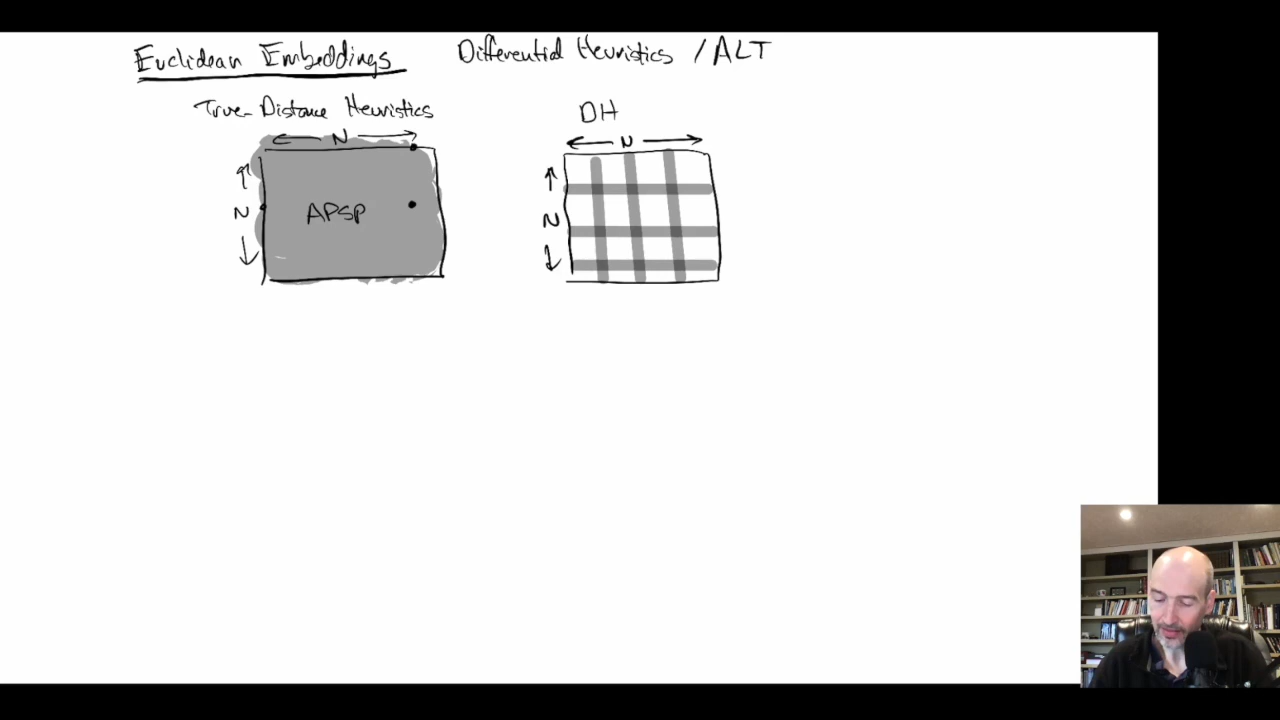 Euclidean Embeddings Differential Heuristics / ALT
True-Distance Heuristics
DH
N
N
N
APSP
N